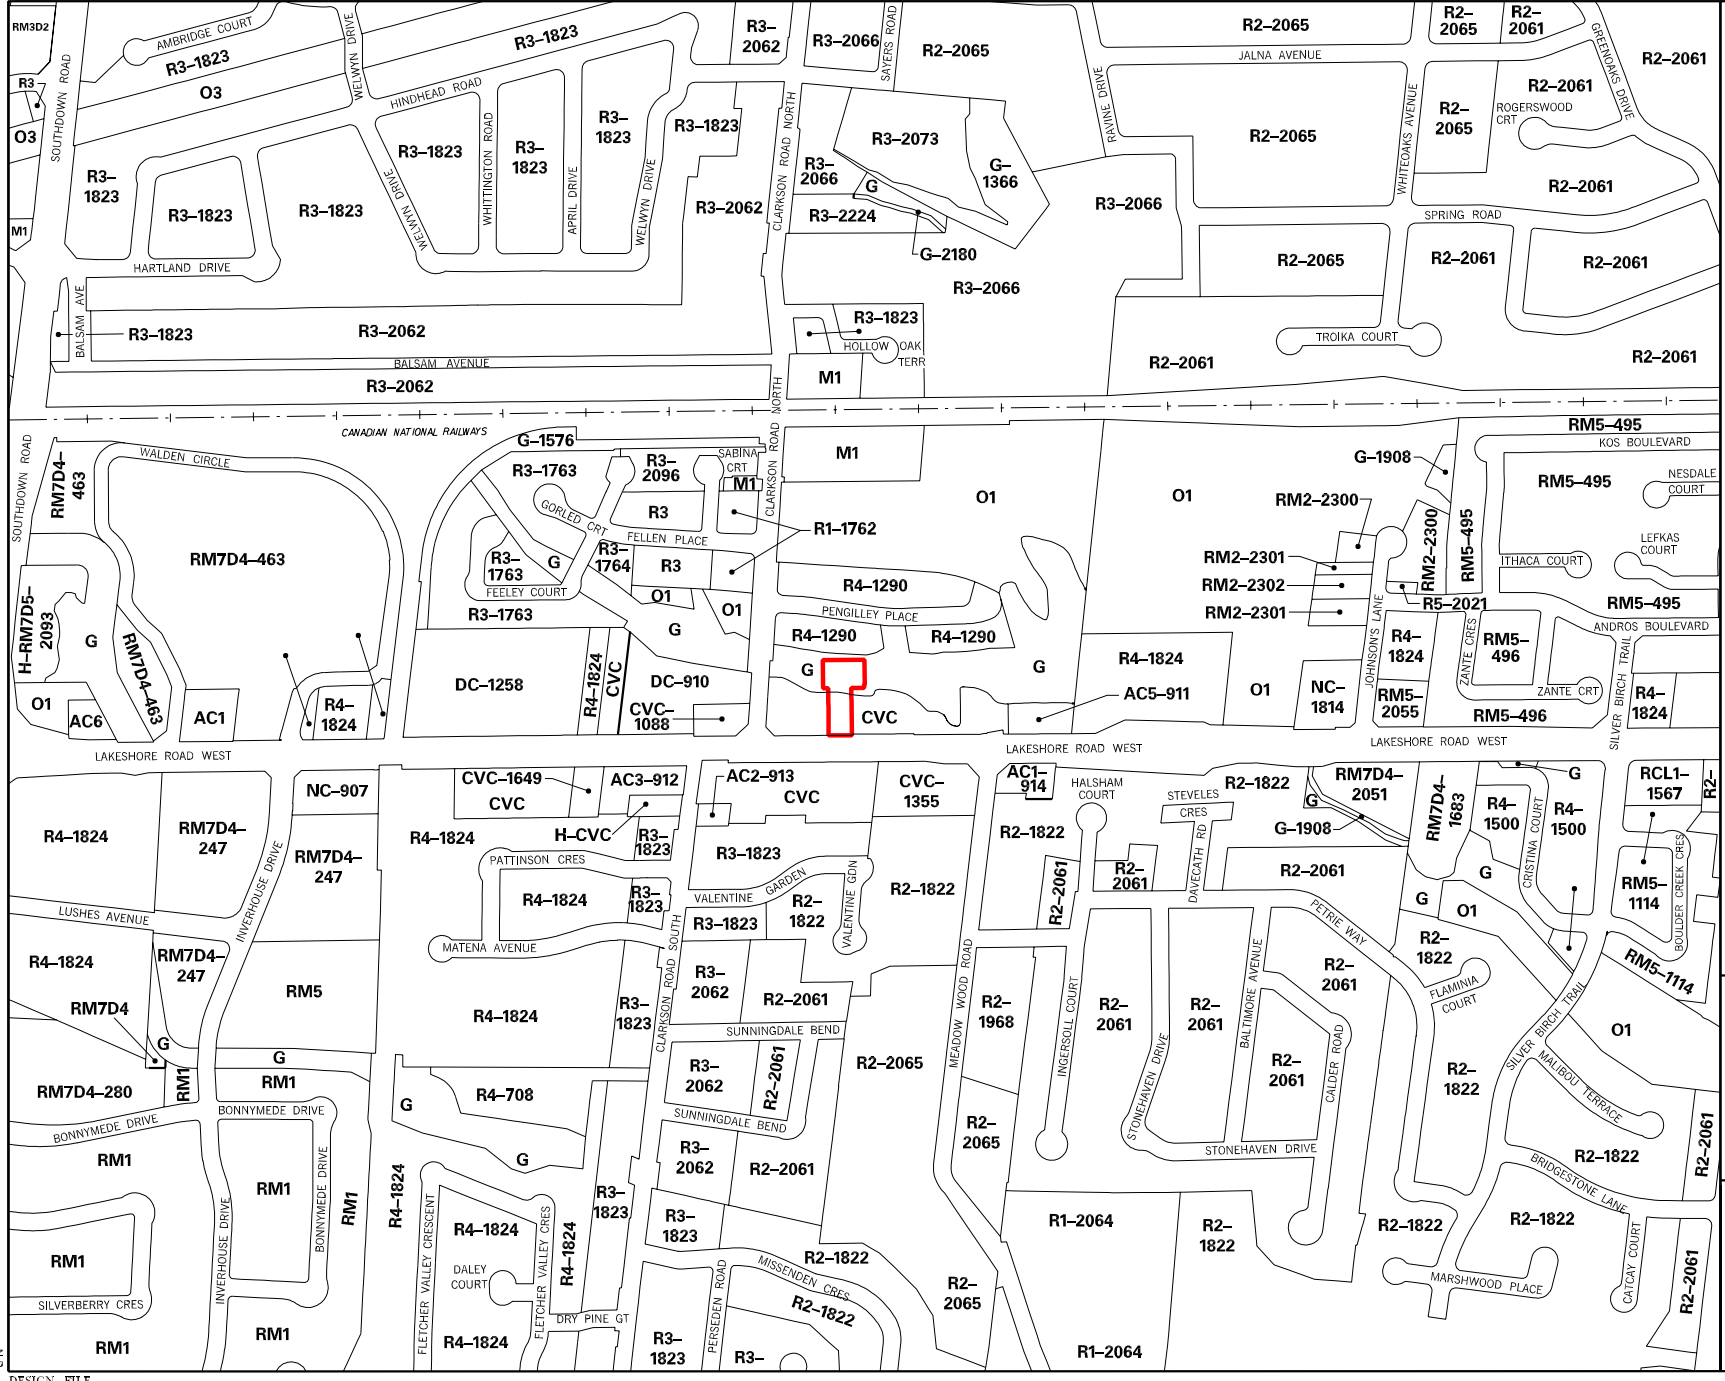 RM3D2
AMBRIDGE COURT
WELWYN DRIVE
R3–1823
R3–1823
R3–
2062
R3–2066
SAYERS ROAD
R2–2065
R2–2065
R2–
2065
R2–
2061
GREENOAKS DRIVE
R2–2061
JALNA AVENUE
R3
SOUTHDOWN ROAD
O3
HINDHEAD ROAD
O3
R3–1823
R3–
1823
R3–1823
CLARKSON ROAD NORTH
R3–2073
RAVINE DRIVE
R2–2065
WHITEOAKS AVENUE
R2–
2065
R2–2061
ROGERSWOOD
CRT
WHITTINGTON ROAD
R3–
1823
APRIL DRIVE
WELWYN DRIVE
WELWYN DRIVE
R3–
1823
R3–1823
R3–1823
R3–
2066
G
G–
1366
R3–2062
R3–2224
R3–2066
R2–2061
SPRING ROAD
M1
HARTLAND DRIVE
G–2180
R3–2066
R2–2065
R2–2061
R2–2061
BALSAM AVE
R3–1823
R3–2062
R3–1823
HOLLOW OAK
TERR
TROIKA COURT
R2–2061
R2–2061
BALSAM AVENUE
R3–2062
M1
CLARKSON ROAD NORTH
CANADIAN NATIONAL RAILWAYS
SOUTHDOWN ROAD
RM7D4–
463
WALDEN CIRCLE
G–1576
R3–1763
R3–
2096
SABINA
CRT
M1
M1
O1
O1
G–1908
RM5–495
KOS BOULEVARD
RM5–495
NESDALE
COURT
RM2–2300
RM2–2300
RM5–495
GORLED CRT
R3
R1–1762
FELLEN PLACE
RM7D4–463
R3–
1763
G
R3–
1764
R3
FEELEY COURT
R3–1763
O1
O1
G
R4–1290
PENGILLEY PLACE
R4–1290
R4–1290
RM2–2301
RM2–2302
RM2–2301
R5–2021
LEFKAS
COURT
ITHACA COURT
RM5–495
ANDROS BOULEVARD
H–RM7D5–
2093
G
RM7D4–463
O1
AC6
AC1
R4–
1824
DC–1258
R4–1824
CVC
DC–910
CVC–
1088
G
CVC
G
R4–1824
AC5–911
O1
NC–
1814
JOHNSON'S LANE
R4–
1824
RM5–
2055
ZANTE CRES
RM5–
496
ZANTE CRT
RM5–496
SILVER BIRCH TRAIL
R4–
1824
LAKESHORE ROAD WEST
LAKESHORE ROAD WEST
LAKESHORE ROAD WEST
R4–1824
RM7D4–
247
NC–907
RM7D4–
247
CVC–1649
CVC
AC3–912
H–CVC
R4–1824
R3–
1823
AC2–913
CVC
CVC–
1355
AC1–
914
HALSHAM
COURT
STEVELES
CRES
R2–1822
G
RM7D4–
2051
G–1908
RM7D4–
1683
G
R4–
1500
CRISTINA COURT
R4–
1500
RCL1–
1567
R2–
R2–1822
PATTINSON CRES
R3–1823
VALENTINE GARDEN
VALENTINE GDN
R2–1822
R2–2061
R2–
2061
DAVECATH RD
R2–2061
G
G
O1
RM5–
1114
BOULDER CREEK CRES
INVERHOUSE DRIVE
LUSHES AVENUE
R4–1824
R3–
1823
R3–1823
R2–
1822
MATENA AVENUE
CLARKSON ROAD SOUTH
PETRIE WAY
R2–
1822
R4–1824
RM7D4–
247
RM7D4
RM5
R4–1824
R3–
1823
R3–
2062
R2–2061
SUNNINGDALE BEND
MEADOW WOOD ROAD
R2–
1968
INGERSOLL COURT
R2–
2061
R2–
2061
BALTIMORE AVENUE
R2–
2061
FLAMINIA
COURT
RM5–1114
O1
SILVER BIRCH TRAIL
G
G
RM7D4–280
RM1
RM1
R4–708
G
G
R3–
2062
R2–2061
SUNNINGDALE BEND
R2–2065
R2–
2065
STONEHAVEN DRIVE
R2–
2061
CALDER ROAD
R2–
1822
MALIBOU TERRACE
R2–2061
BONNYMEDE DRIVE
BONNYMEDE DRIVE
RM1
RM1
BONNYMEDE DRIVE
RM1
R4–1824
R3–
2062
R2–2061
STONEHAVEN DRIVE
R2–1822
BRIDGESTONE LANE
RM1
INVERHOUSE DRIVE
FLETCHER VALLEY CRESCENT
R4–1824
FLETCHER VALLEY CRES
R4–1824
R3–
1823
R3–
1823
R1–2064
R2–
1822
R2–1822
R2–1822
CATCAY COURT
R2–2061
DALEY
COURT
MISSENDEN CRES
R2–1822
R2–
2065
MARSHWOOD PLACE
SILVERBERRY CRES
DRY PINE GT
PERSEDEN ROAD
R2–1822
RM1
RM1
R4–1824
R3–
1823
R3–
R1–2064
DESIGN FILE